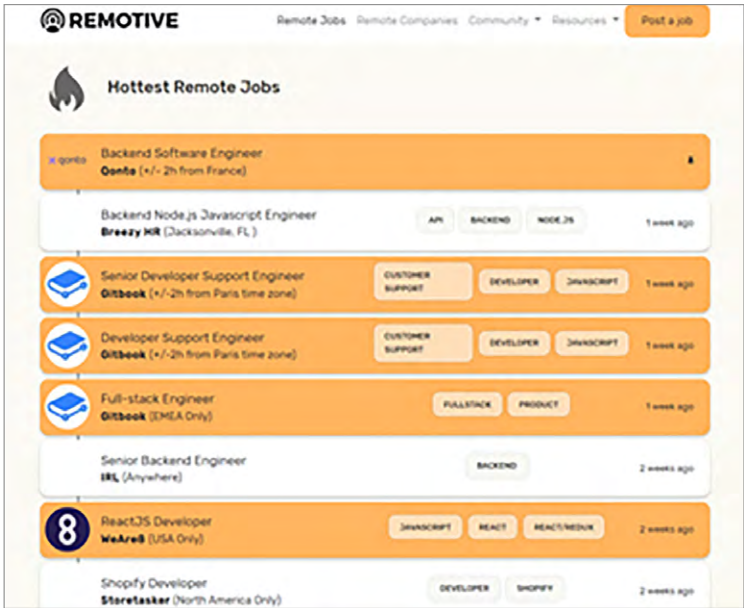 REMOTIVE
Remote Jobs Remote Companies Community Resources Post a job
Hottest Remote Jobs
qonto
Backend Software Engineer
Qonto (+/- 2h from France)
Backend Node.js Javascript Engineer
Breezy HR (Jacksonville, FL )
API BACKEND NODE.JS 1 week ago
Senior Developer Support Engineer
Gitbook (+/-2h from Paris time zone)
CUSTOMER
SUPPORT
DEVELOPER JAVASCRIPT 1 week ago
Developer Support Engineer
Gitbook (+/-2h from Paris time zone)
CUSTOMER
SUPPORT
DEVELOPER JAVASCRIPT 1 week ago
Full-stack Engineer
Gitbook (EMEA Only)
FULLSTACK PRODUCT 1 week ago
Senior Backend Engineer
IRL (Anywhere)
BACKEND 2 weeks ago
8
ReactJS Developer
WeAre8 (USA Only)
JAVASCRIPT REACT REACT/REDUX 2 weeks ago
Shopify Developer
Storetasker (North America Only)
DEVELOPER SHOPIFY 2 weeks ago